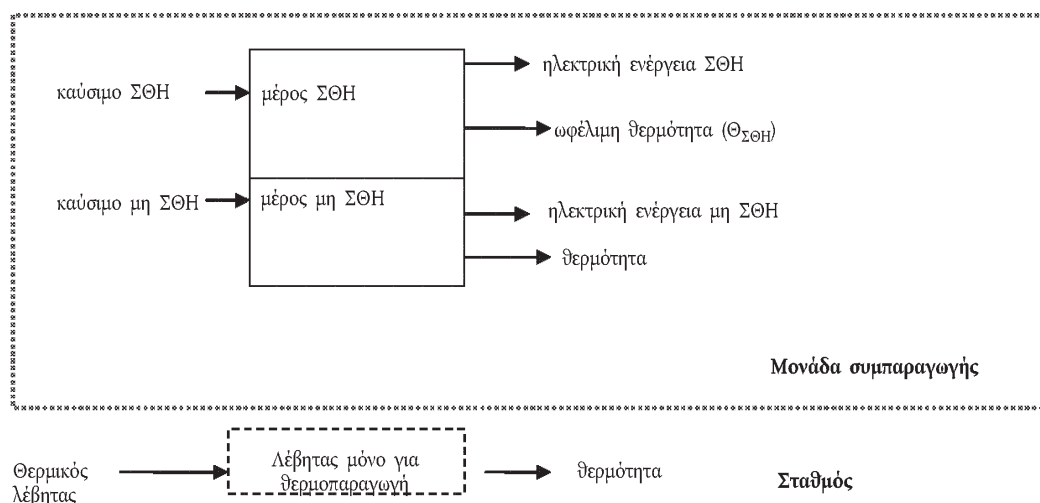 ηλεκτρική ενέργεια ΣΘΗ
καύσιμο ΣΘΗ
μέρος ΣΘΗ
ωφέλιμη θερμότητα (Θ_ΣΘΗ)
καύσιμο μη ΣΘΗ
μέρος μη ΣΘΗ
ηλεκτρική ενέργεια μη ΣΘΗ
θερμότητα
Μονάδα συμπαραγωγής
Θερμικός
λέβητας
Λέβητας μόνο για
θερμοπαραγωγή
θερμότητα
Σταθμός